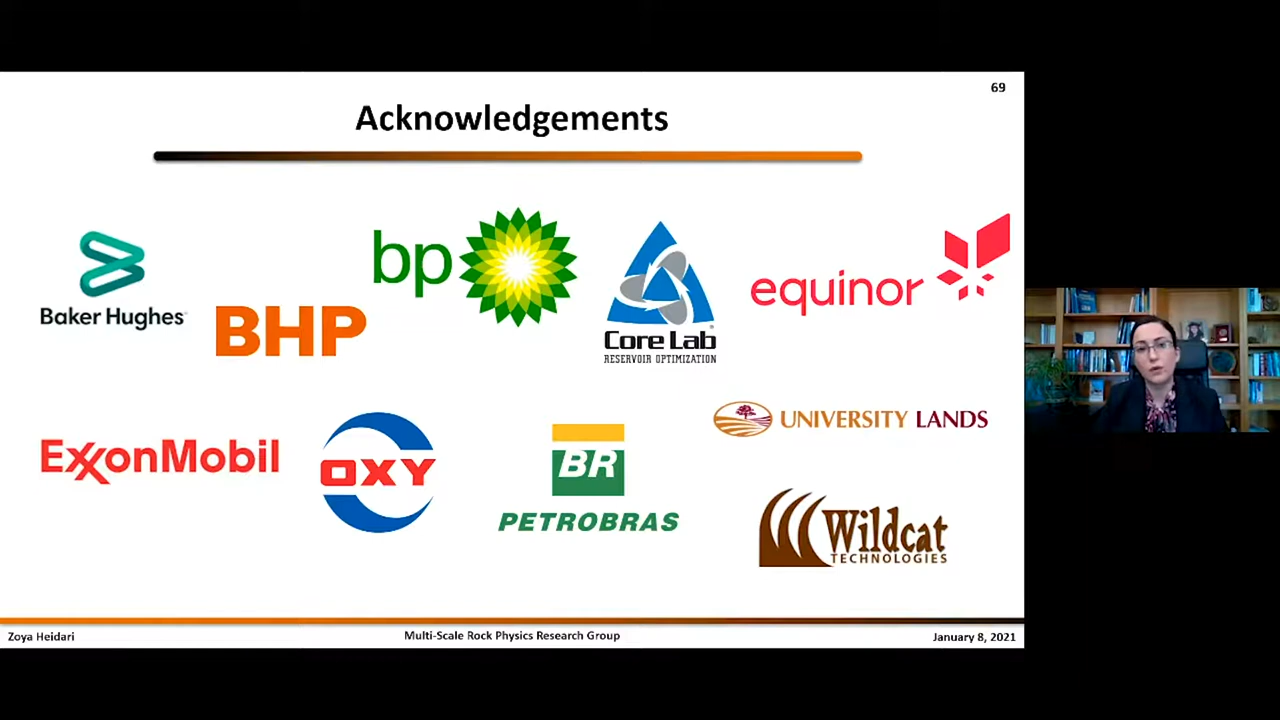 69
Acknowledgements
Baker Hughes
BHP
bp
Core Lab
RESERVOIR OPTIMIZATION
equinor
ExxonMobil
OXY
BR
PETROBRAS
UNIVERSITY LANDS
Wildcat
TECHNOLOGIES
Zoya Heidari
Multi-Scale Rock Physics Research Group
January 8, 2021